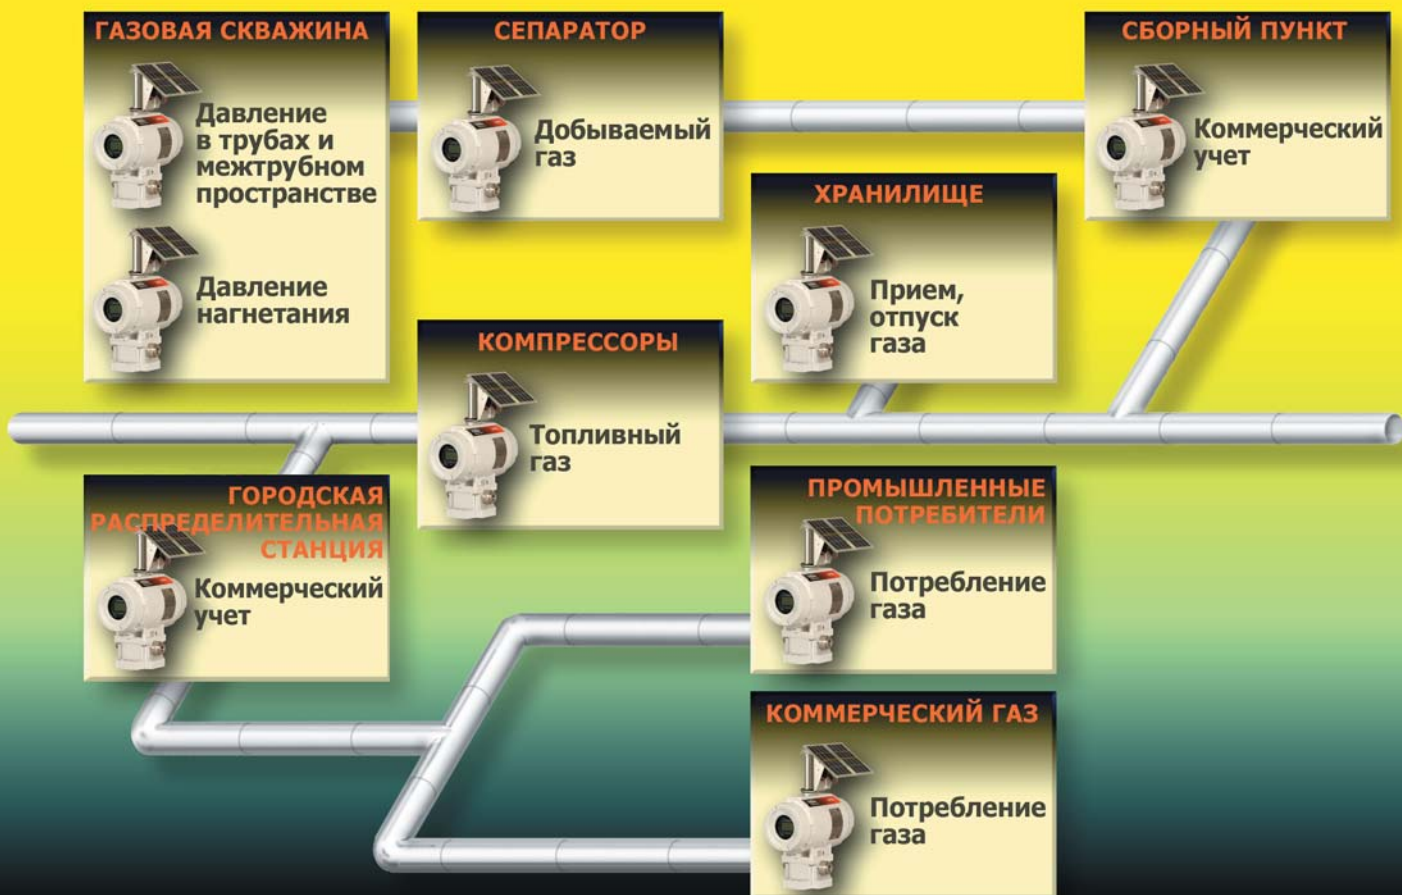 ГАЗОВАЯ СКВАЖИНА
Давление
в трубах и
межтрубном
пространстве
Давление
нагнетания
СЕПАРАТОР
Добываемый
газ
СБОРНЫЙ ПУНКТ
Коммерческий
учет
ХРАНИЛИЩЕ
Прием,
отпуск
газа
КОМПРЕССОРЫ
Топливный
газ
ГОРОДСКАЯ
РАСПРЕДЕЛИТЕЛЬНАЯ
СТАНЦИЯ
Коммерческий
учет
ПРОМЫШЛЕННЫЕ
ПОТРЕБИТЕЛИ
Потребление
газа
КОММЕРЧЕСКИЙ ГАЗ
Потребление
газа